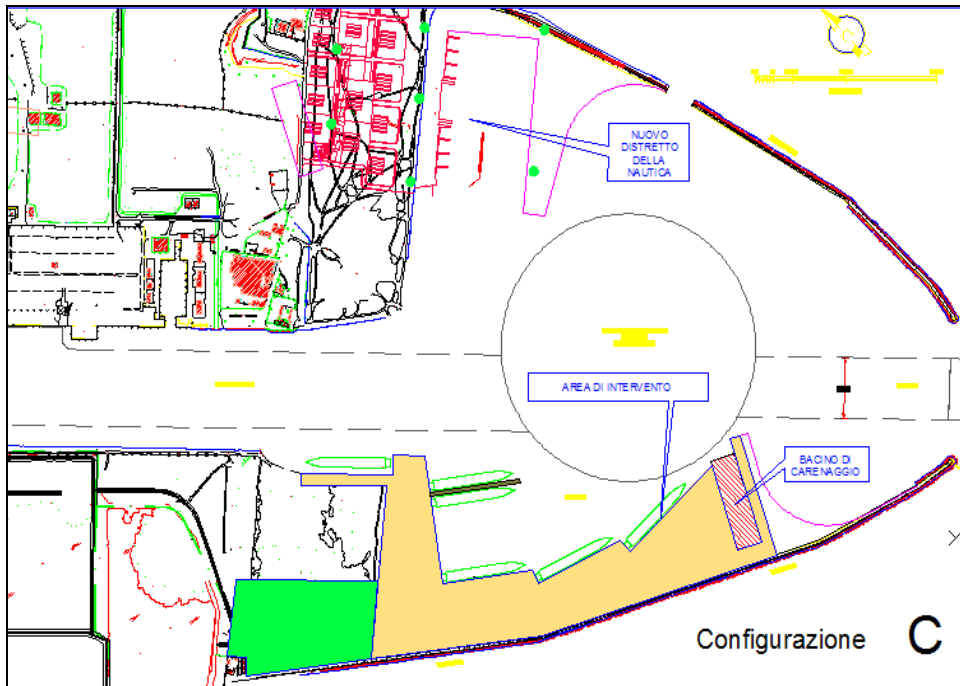 NUOVO
DISTRETTO
DELLA
NAUTICA
AREA DI INTERVENTO
BACINO DI
CARENAGGIO
Configurazione C